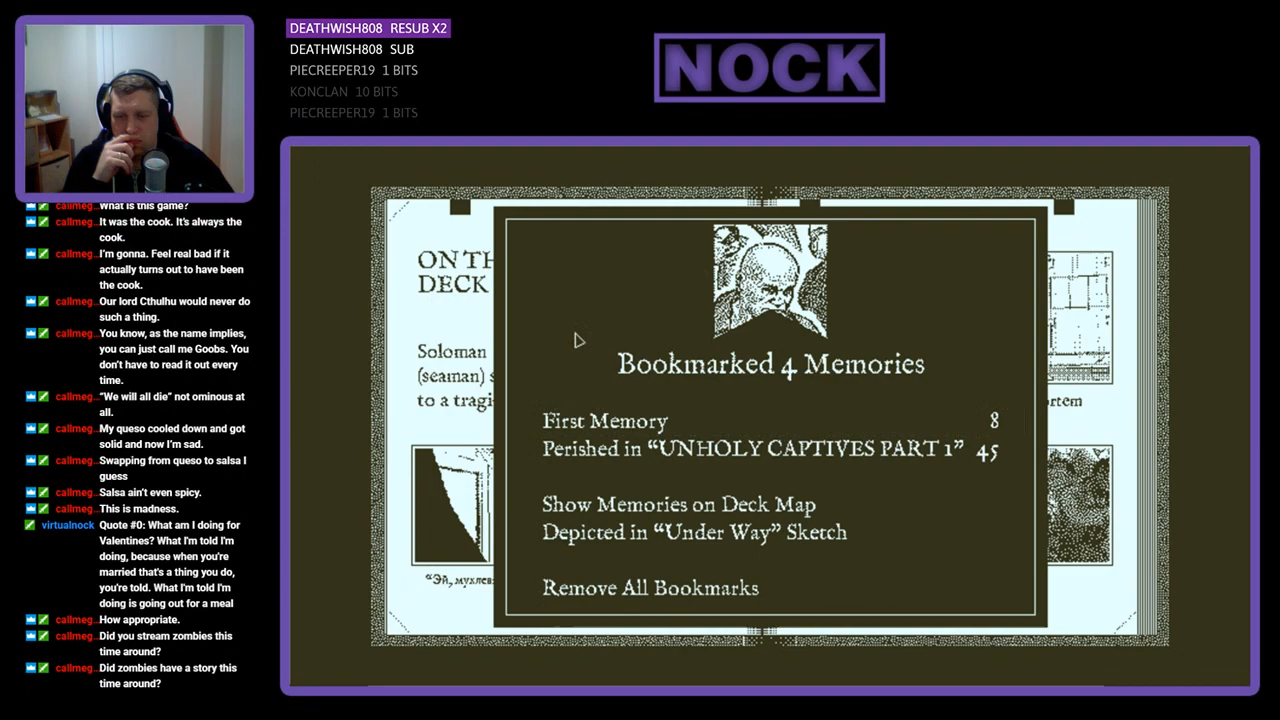 DEATHWISH808 RESUB X2
DEATHWISH808 SUB
PIECREEPER19 1 BITS
KONCLAN 10 BITS
PIECREEPER19 1 BITS
NOCK
What is this game?
callmeg... It was the cook. It's always the
cook.
callmeg... I'm gonna. Feel real bad if it
actually turns out to have been
the cook.
callmeg... Our lord Cthulhu would never do
such a thing.
callmeg... You know, as the name implies,
you can just call me Goobs. You
don't have to read it out every
time.
callmeg... "We will all die" not ominous at
all.
callmeg... My queso cooled down and got
solid and now I'm sad.
callmeg... Swapping from queso to salsa I
guess
callmeg... Salsa ain't even spicy.
callmeg... This is madness.
virtualnock Quote #0: What am I doing for
Valentines? What I'm told I'm
doing, because when you're
married that's a thing you do,
you're told. What I'm told I'm
doing is going out for a meal
callmeg... How appropriate.
callmeg... Did you stream zombies this
time around?
callmeg... Did zombies have a story this
time around?
ON TH
DECK
Soloman
(seaman) s
to a tragi
"Эй, мухлев
ortem
Bookmarked 4 Memories
First Memory 8
Perished in "UNHOLY CAPTIVES PART 1" 45
Show Memories on Deck Map
Depicted in "Under Way" Sketch
Remove All Bookmarks